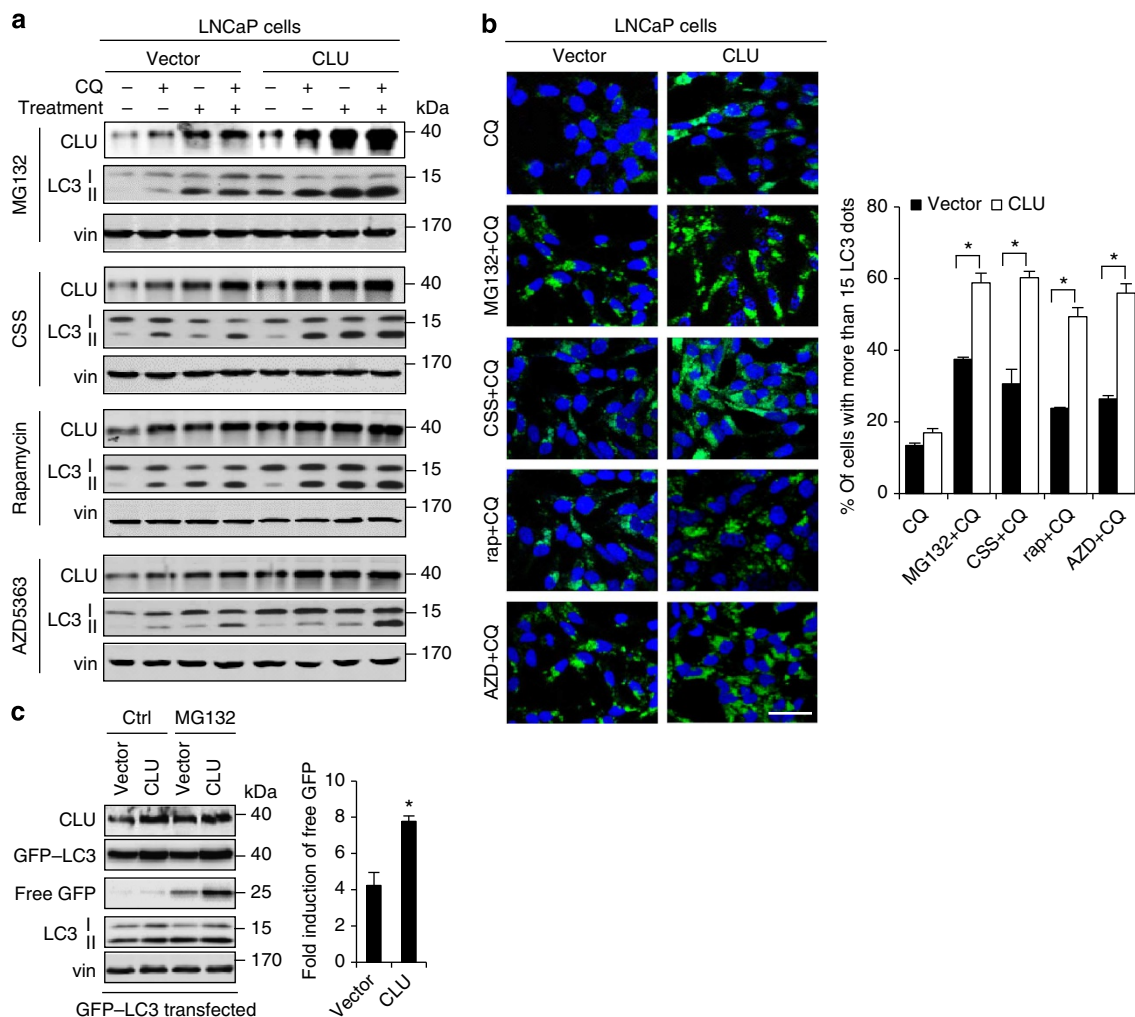 a
LNCaP cells
Vector CLU
CQ – + – + – + – +
Treatment – – + + – – + + kDa
MG132
CLU 40
LC3 I 15
II
vin 170
CSS
CLU 40
LC3 I 15
II
vin 170
Rapamycin
CLU 40
LC3 I 15
II
vin 170
AZD5363
CLU 40
LC3 I 15
II
vin 170
b
LNCaP cells
Vector CLU
CQ
MG132+CQ
CSS+CQ
rap+CQ
AZD+CQ
% Of cells with more than 15 LC3 dots
80
60
40
20
0
Vector CLU
* * * *
CQ
MG132+CQ
CSS+CQ
rap+CQ
AZD+CQ
c
Ctrl MG132
Vector CLU Vector CLU kDa
CLU 40
GFP–LC3 40
Free GFP 25
LC3 I 15
II
vin 170
GFP–LC3 transfected
Fold induction of free GFP
10
8
6
4
2
0
*
Vector
CLU